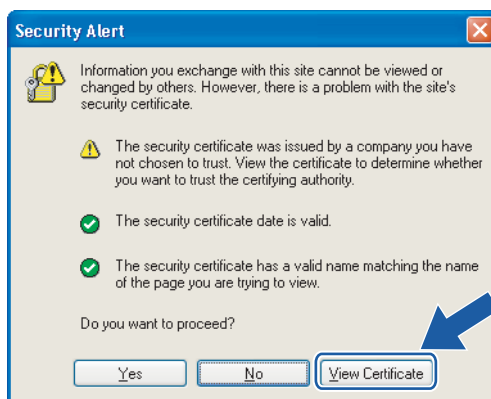 Security Alert
Information you exchange with this site cannot be viewed or
changed by others. However, there is a problem with the site's
security certificate.
The security certificate was issued by a company you have
not chosen to trust. View the certificate to determine whether
you want to trust the certifying authority.
The security certificate date is valid.
The security certificate has a valid name matching the name
of the page you are trying to view.
Do you want to proceed?
Yes No View Certificate